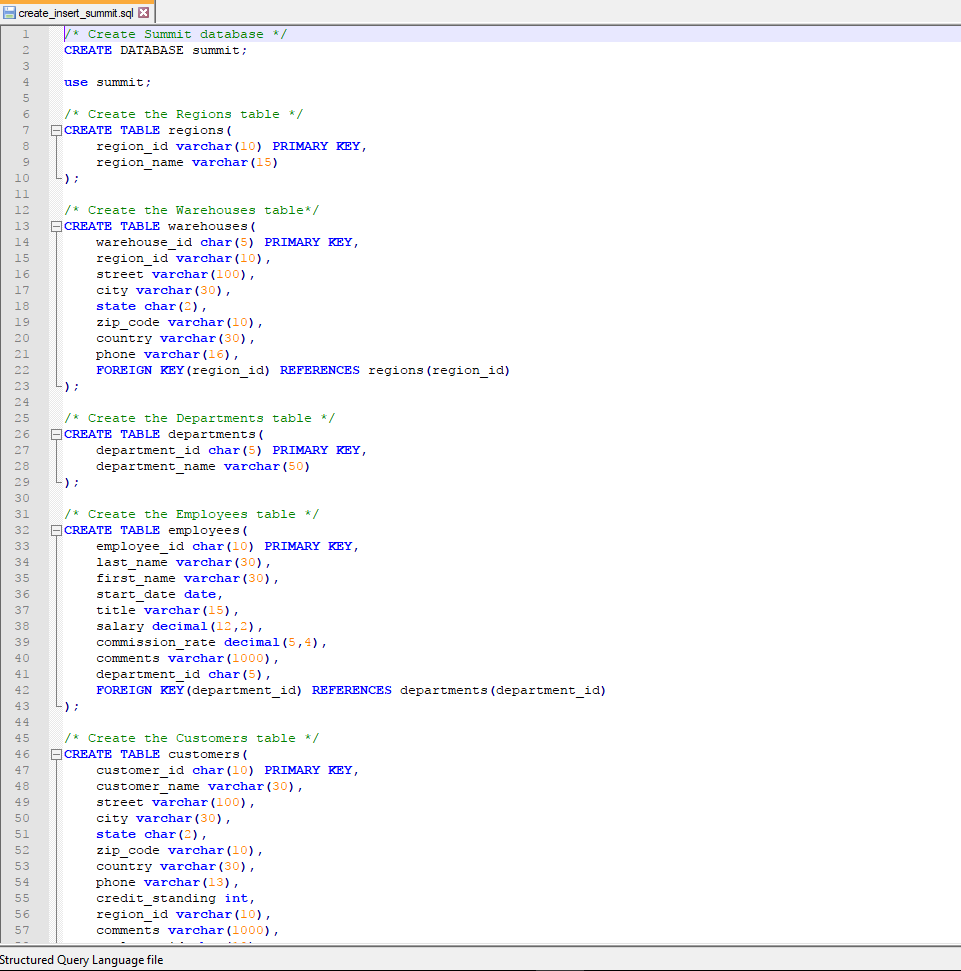 create_insert_summit.sql
1 /* Create Summit database */
2 CREATE DATABASE summit;
3
4 use summit;
5
6 /* Create the Regions table */
7 CREATE TABLE regions(
8 region_id varchar(10) PRIMARY KEY,
9 region_name varchar(15)
10 );
11
12 /* Create the Warehouses table*/
13 CREATE TABLE warehouses(
14 warehouse_id char(5) PRIMARY KEY,
15 region_id varchar(10),
16 street varchar(100),
17 city varchar(30),
18 state char(2),
19 zip_code varchar(10),
20 country varchar(30),
21 phone varchar(16),
22 FOREIGN KEY(region_id) REFERENCES regions(region_id)
23 );
24
25 /* Create the Departments table */
26 CREATE TABLE departments(
27 department_id char(5) PRIMARY KEY,
28 department_name varchar(50)
29 );
30
31 /* Create the Employees table */
32 CREATE TABLE employees(
33 employee_id char(10) PRIMARY KEY,
34 last_name varchar(30),
35 first_name varchar(30),
36 start_date date,
37 title varchar(15),
38 salary decimal(12,2),
39 commission_rate decimal(5,4),
40 comments varchar(1000),
41 department_id char(5),
42 FOREIGN KEY(department_id) REFERENCES departments(department_id)
43 );
44
45 /* Create the Customers table */
46 CREATE TABLE customers(
47 customer_id char(10) PRIMARY KEY,
48 customer_name varchar(30),
49 street varchar(100),
50 city varchar(30),
51 state char(2),
52 zip_code varchar(10),
53 country varchar(30),
54 phone varchar(13),
55 credit_standing int,
56 region_id varchar(10),
57 comments varchar(1000),
Structured Query Language file